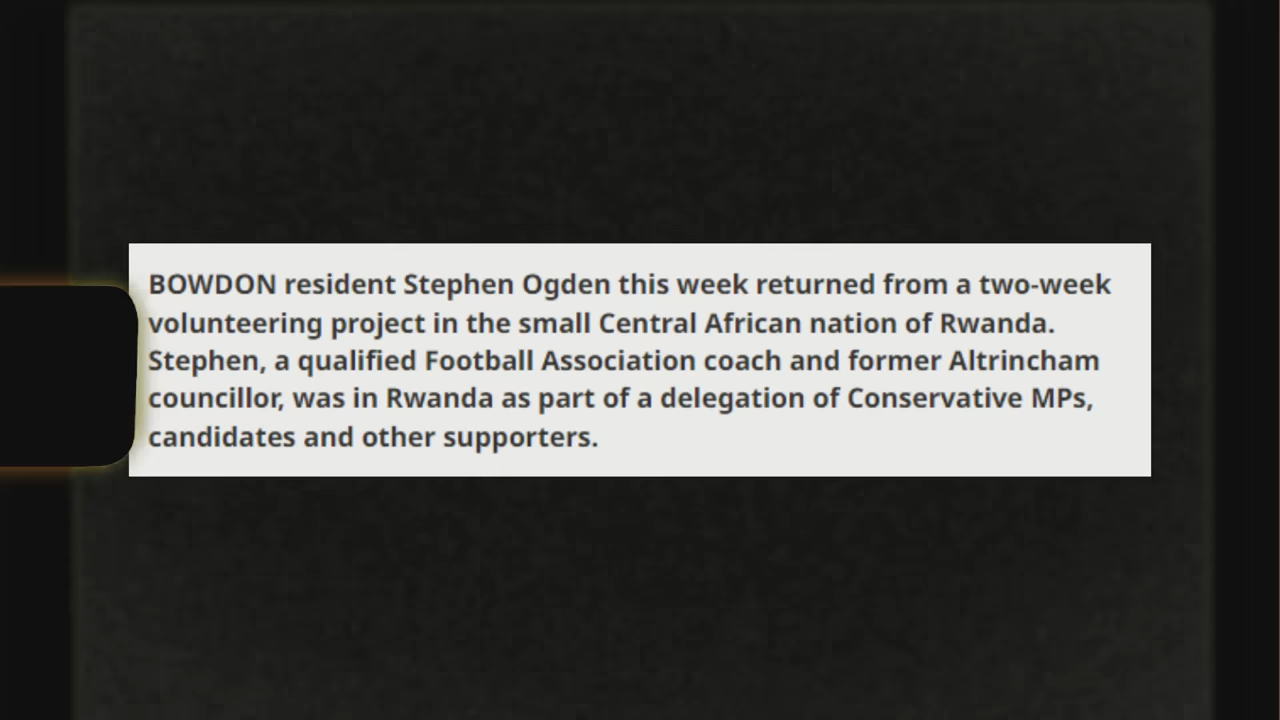 BOWDON resident Stephen Ogden this week returned from a two-week
volunteering project in the small Central African nation of Rwanda.
Stephen, a qualified Football Association coach and former Altrincham
councillor, was in Rwanda as part of a delegation of Conservative MPs,
candidates and other supporters.